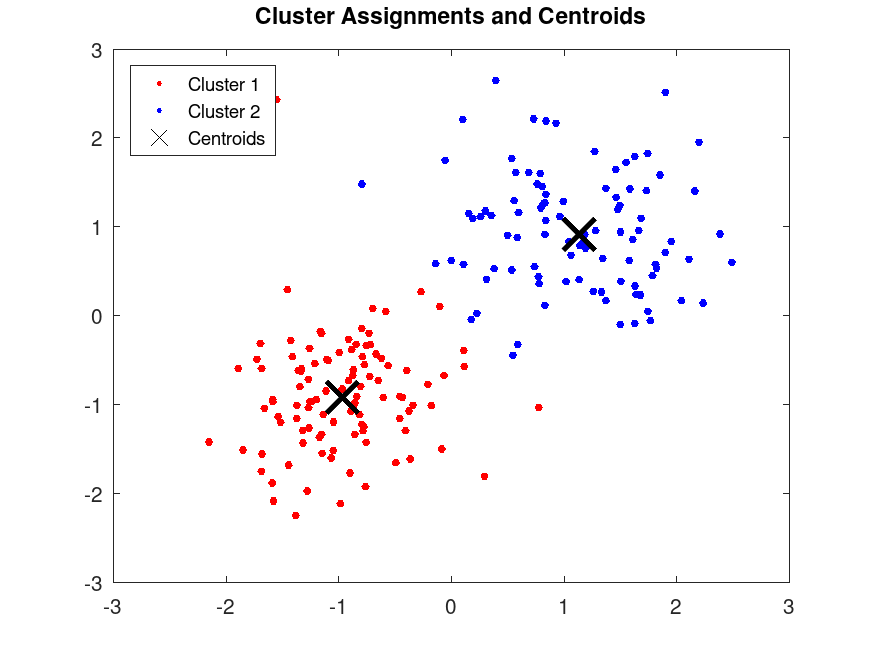 Cluster Assignments and Centroids
3
Cluster 1
Cluster 2
Centroids
2
1
0
-1
-2
-3
-3 -2 -1 0 1 2 3